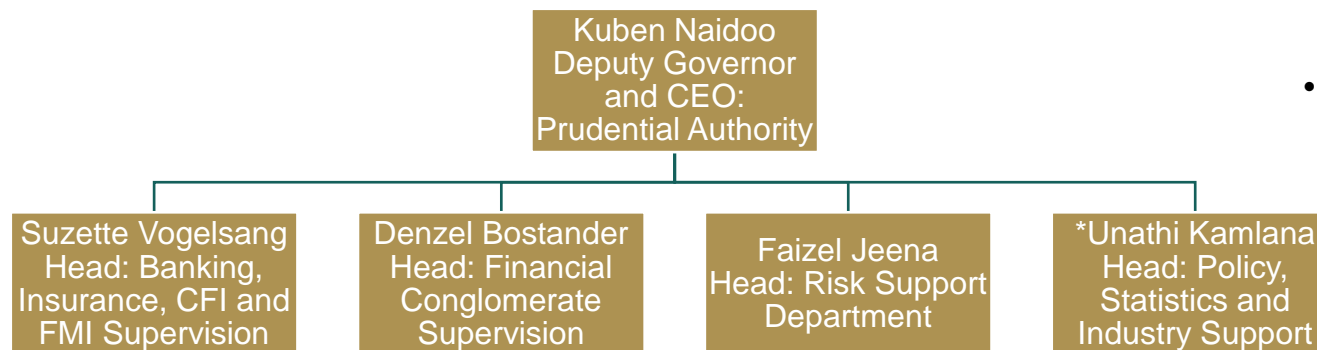 Kuben Naidoo
Deputy Governor
and CEO:
Prudential Authority
•
Suzette Vogelsang
Head: Banking,
Insurance, CFI and
FMI Supervision
Denzel Bostander
Head: Financial
Conglomerate
Supervision
Faizel Jeena
Head: Risk Support
Department
*Unathi Kamlana
Head: Policy,
Statistics and
Industry Support